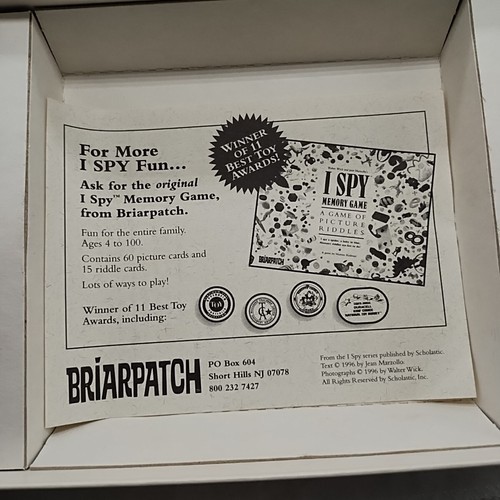 For More
I SPY Fun...
WINNER
OF 11
BEST TOY
AWARDS!
Ask for the original
I Spy™ Memory Game,
from Briarpatch.
Fun for the entire family.
Ages 4 to 100.
Contains 60 picture cards and
15 riddle cards.
Lots of ways to play!
Winner of 11 Best Toy
Awards, including:
I SPY
MEMORY GAME
A GAME OF
PICTURE
RIDDLES
BRIARPATCH
BRIARPATCH
PO Box 604
Short Hills NJ 07078
800 232 7427
From the I Spy series published by Scholastic.
Text © 1996 by Jean Marzollo.
Photographs © 1996 by Walter Wick.
All Rights Reserved by Scholastic, Inc.